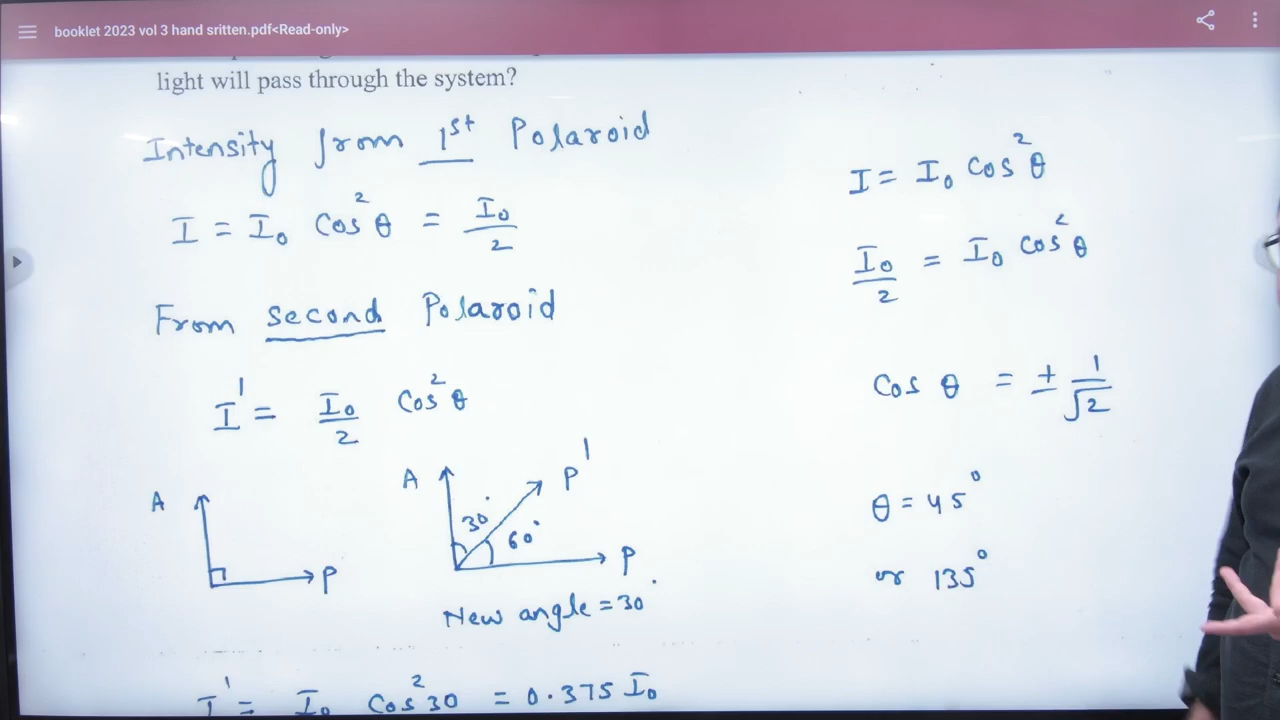 booklet 2023 vol 3 hand sritten.pdf<Read-only>
light will pass through the system?
Intensity from 1st Polaroid
I = I₀ Cos²θ = I₀/2
From second Polaroid
I' = I₀/2 Cos²θ
A
P
A
P'
30°
60°
P
New angle = 30°
I' = I₀ Cos²30 = 0.375 I₀
I = I₀ Cos²θ
I₀/2 = I₀ Cos²θ
Cos θ = ± 1/√2
θ = 45°
or 135°